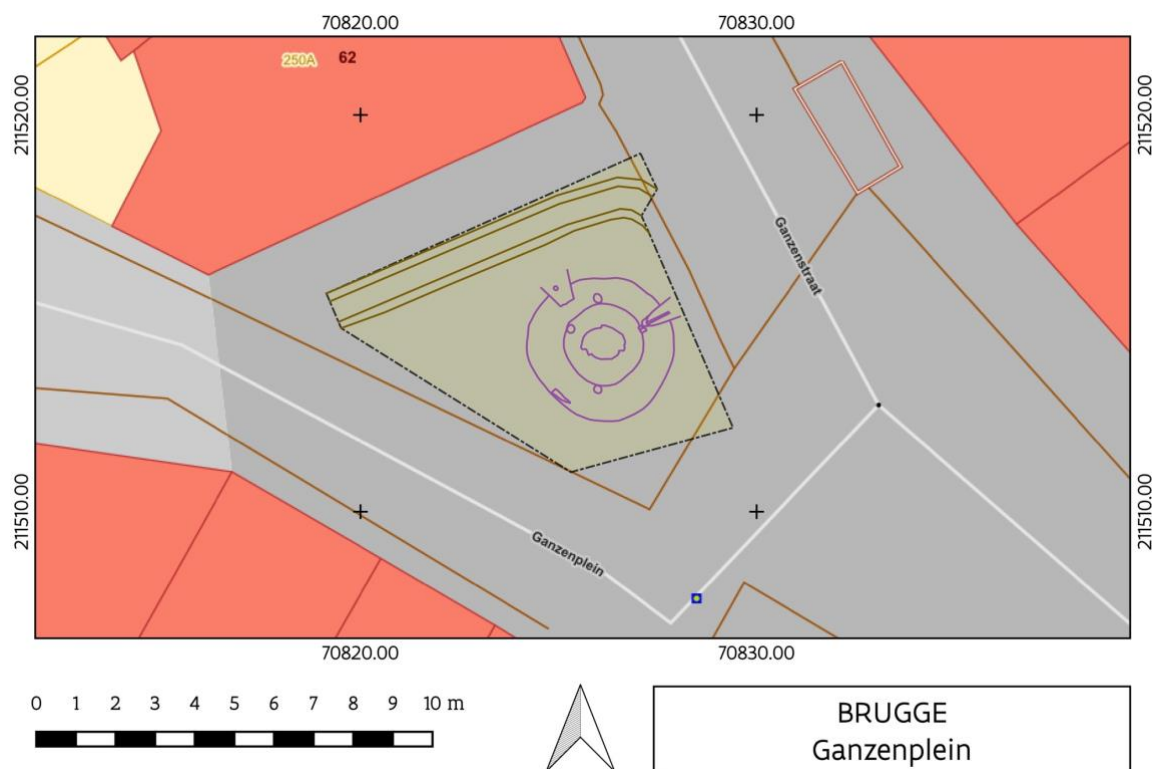 70820.00 70830.00
250A 62
211520.00 211520.00
Ganzenstraat
211510.00 211510.00
Ganzenplein
70820.00 70830.00
0 1 2 3 4 5 6 7 8 9 10 m
BRUGGE
Ganzenplein